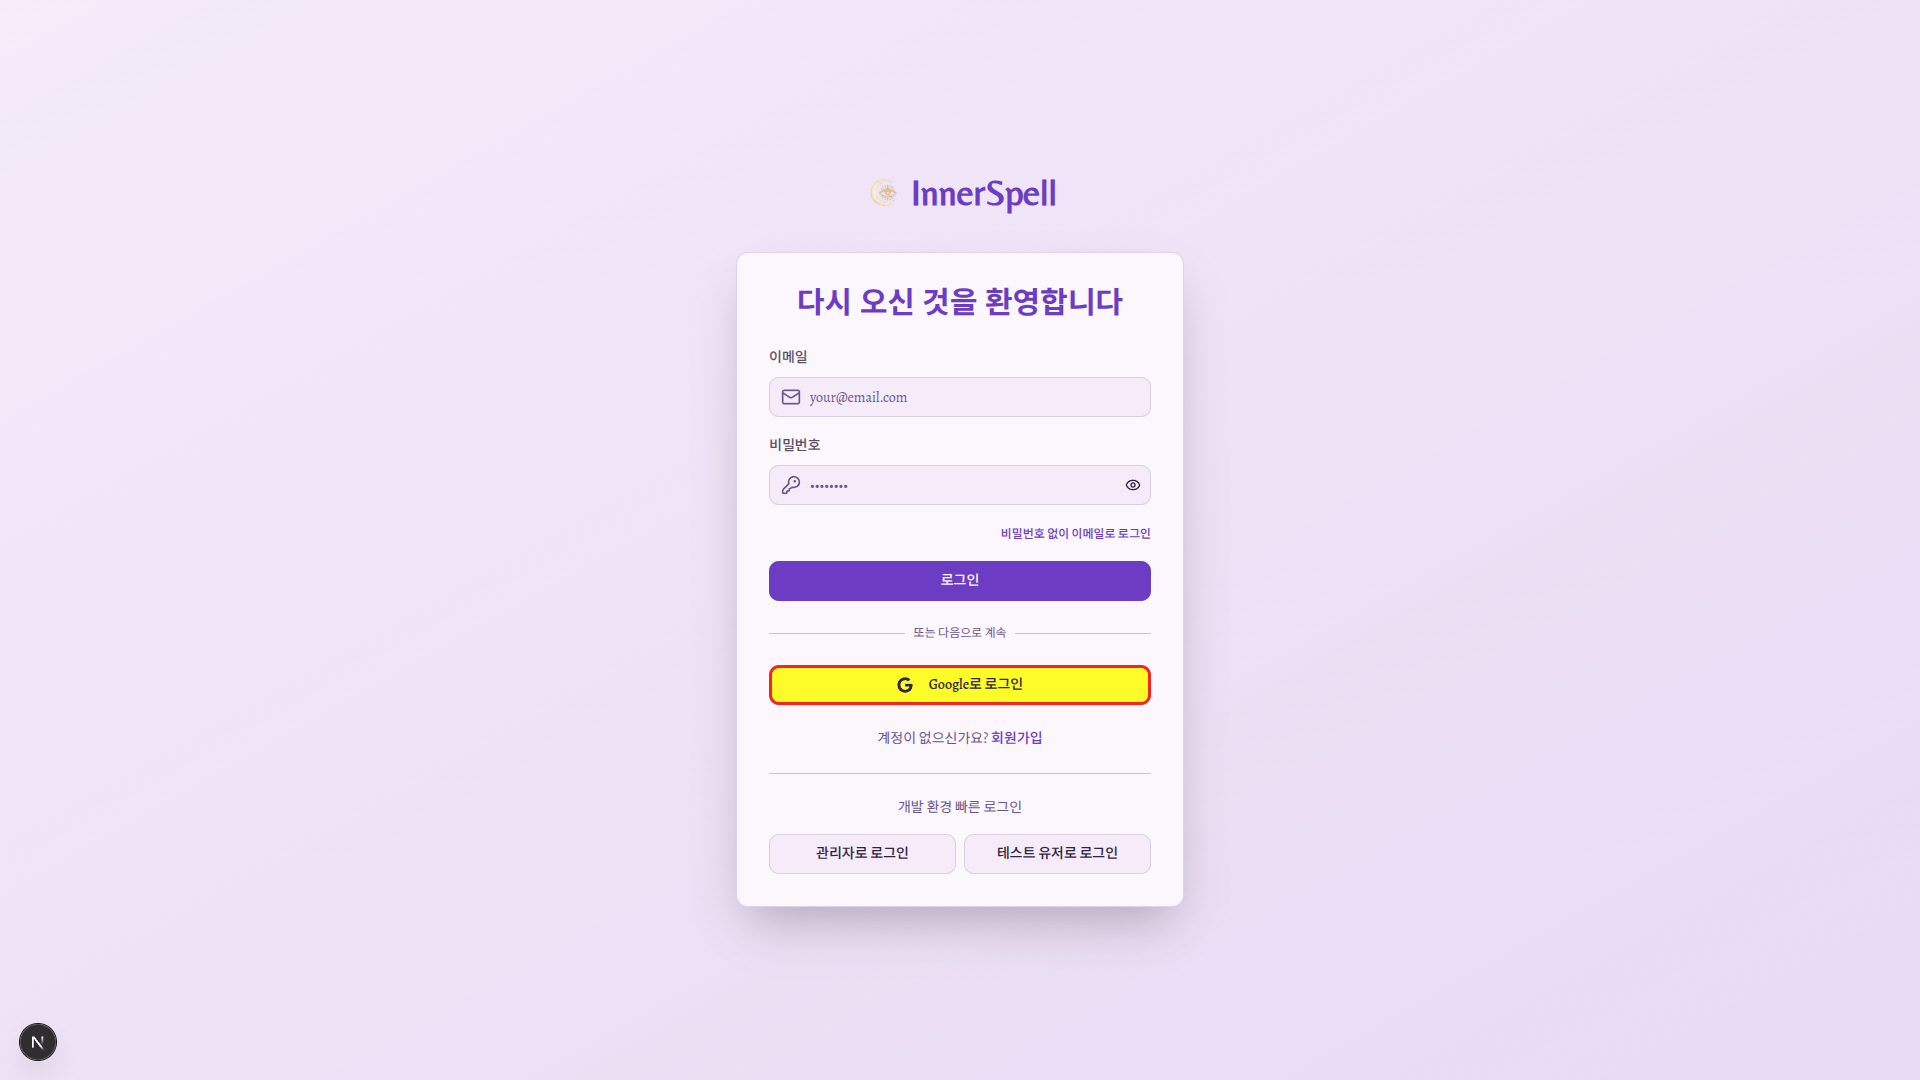 InnerSpell
다시 오신 것을 환영합니다
이메일
your@email.com
비밀번호
••••••••
비밀번호 없이 이메일로 로그인
로그인
또는 다음으로 계속
Google로 로그인
계정이 없으신가요? 회원가입
개발 환경 빠른 로그인
관리자로 로그인
테스트 유저로 로그인
N